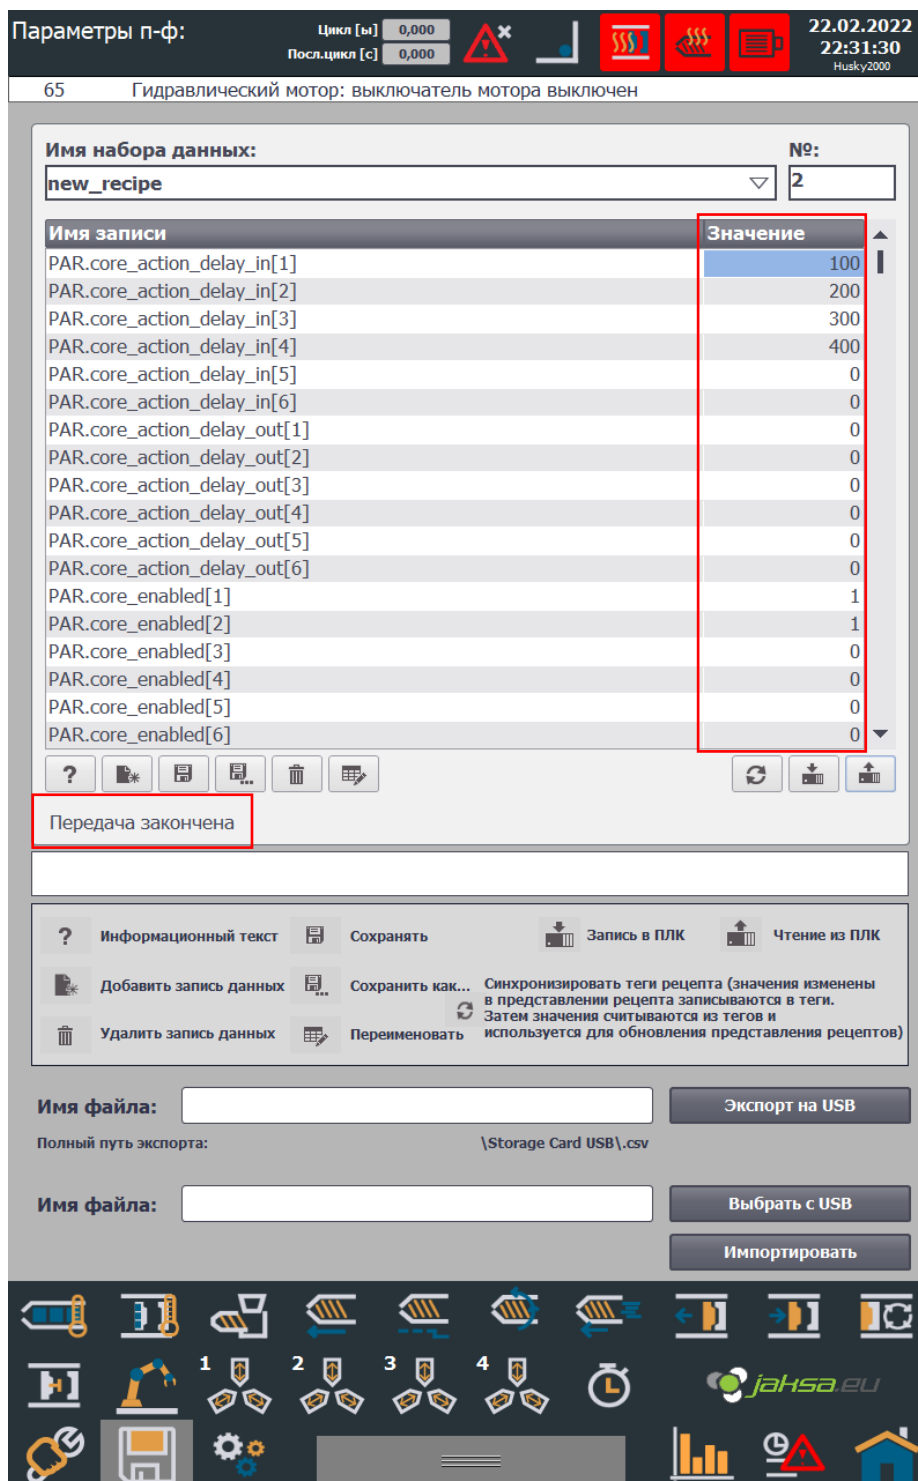 Параметры п-ф:
Цикл [ы] 0,000
Посл.цикл [с] 0,000
22.02.2022
22:31:30
Husky2000
65 Гидравлический мотор: выключатель мотора выключен
Имя набора данных: №:
new_recipe 2
Имя записи Значение
PAR.core_action_delay_in[1] 100
PAR.core_action_delay_in[2] 200
PAR.core_action_delay_in[3] 300
PAR.core_action_delay_in[4] 400
PAR.core_action_delay_in[5] 0
PAR.core_action_delay_in[6] 0
PAR.core_action_delay_out[1] 0
PAR.core_action_delay_out[2] 0
PAR.core_action_delay_out[3] 0
PAR.core_action_delay_out[4] 0
PAR.core_action_delay_out[5] 0
PAR.core_action_delay_out[6] 0
PAR.core_enabled[1] 1
PAR.core_enabled[2] 1
PAR.core_enabled[3] 0
PAR.core_enabled[4] 0
PAR.core_enabled[5] 0
PAR.core_enabled[6] 0
?
Передача закончена
? Информационный текст Сохранять Запись в ПЛК Чтение из ПЛК
Добавить запись данных Сохранить как...
Удалить запись данных Переименовать
Синхронизировать теги рецепта (значения изменены
в представлении рецепта записываются в теги.
Затем значения считываются из тегов и
используется для обновления представления рецептов)
Имя файла: Экспорт на USB
Полный путь экспорта: \Storage Card USB\.csv
Имя файла: Выбрать с USB
Импортировать
1 2 3 4
jaksa.eu